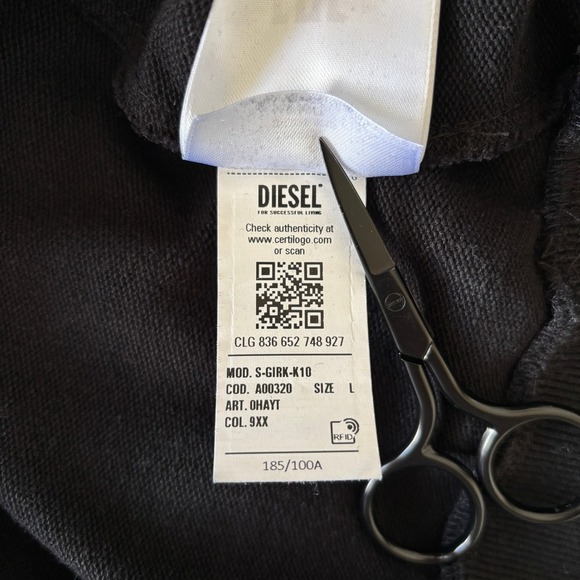 DIESEL
FOR SUCCESSFUL LIVING
Check authenticity at
www.certilogo.com
or scan
CLG 836 652 748 927
MOD. S-GIRK-K10
COD. A00320 SIZE L
ART. 0HAYT
COL. 9XX
RFID
185/100A